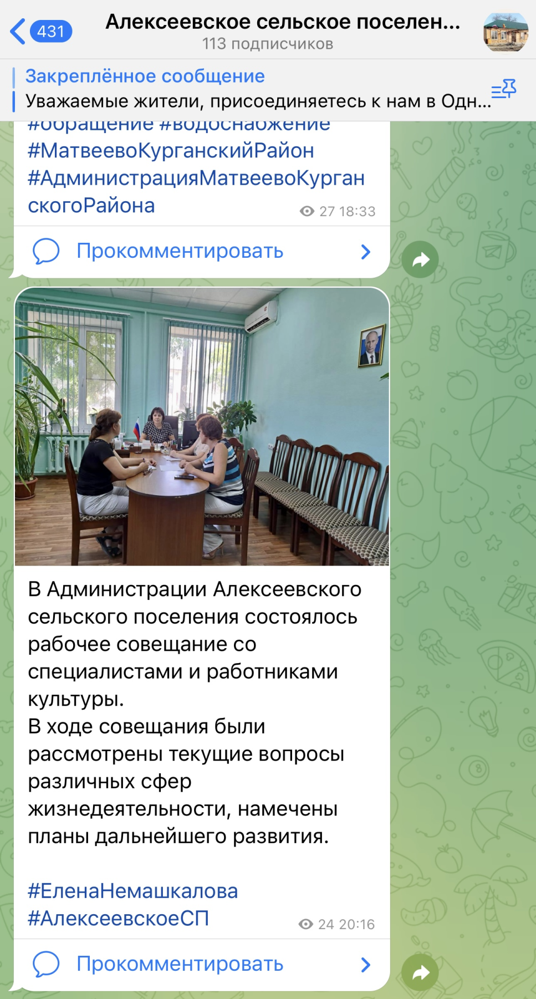 431
Алексеевское сельское поселен...
113 подписчиков
Закреплённое сообщение
Уважаемые жители, присоединяетесь к нам в Одн...
#обращение #водоснабжение
#МатвеевоКурганскийРайон
#АдминистрацияМатвеевоКурган
скогоРайона
27 18:33
Прокомментировать
В Администрации Алексеевского
сельского поселения состоялось
рабочее совещание со
специалистами и работниками
культуры.
В ходе совещания были
рассмотрены текущие вопросы
различных сфер
жизнедеятельности, намечены
планы дальнейшего развития.
#ЕленаНемашкалова
#АлексеевскоеСП
24 20:16
Прокомментировать